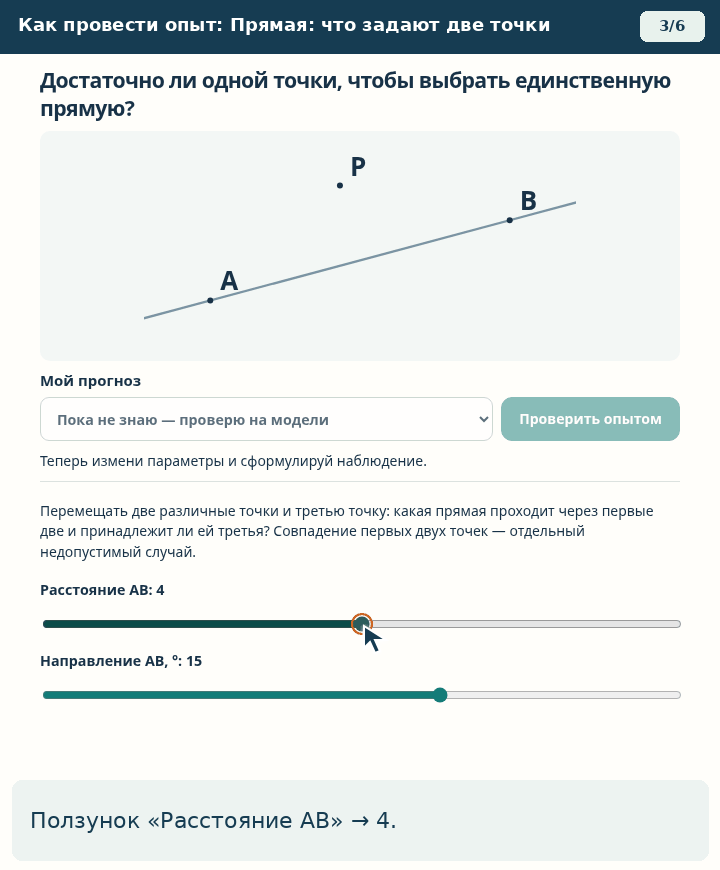 Как провести опыт: Прямая: что задают две точки
3/6
Достаточно ли одной точки, чтобы выбрать единственную
прямую?
P
B
A
Мой прогноз
Пока не знаю — проверю на модели
Проверить опытом
Теперь измени параметры и сформулируй наблюдение.
Перемещать две различные точки и третью точку: какая прямая проходит через первые
две и принадлежит ли ей третья? Совпадение первых двух точек — отдельный
недопустимый случай.
Расстояние AB: 4
Направление AB, °: 15
Ползунок «Расстояние AB» → 4.